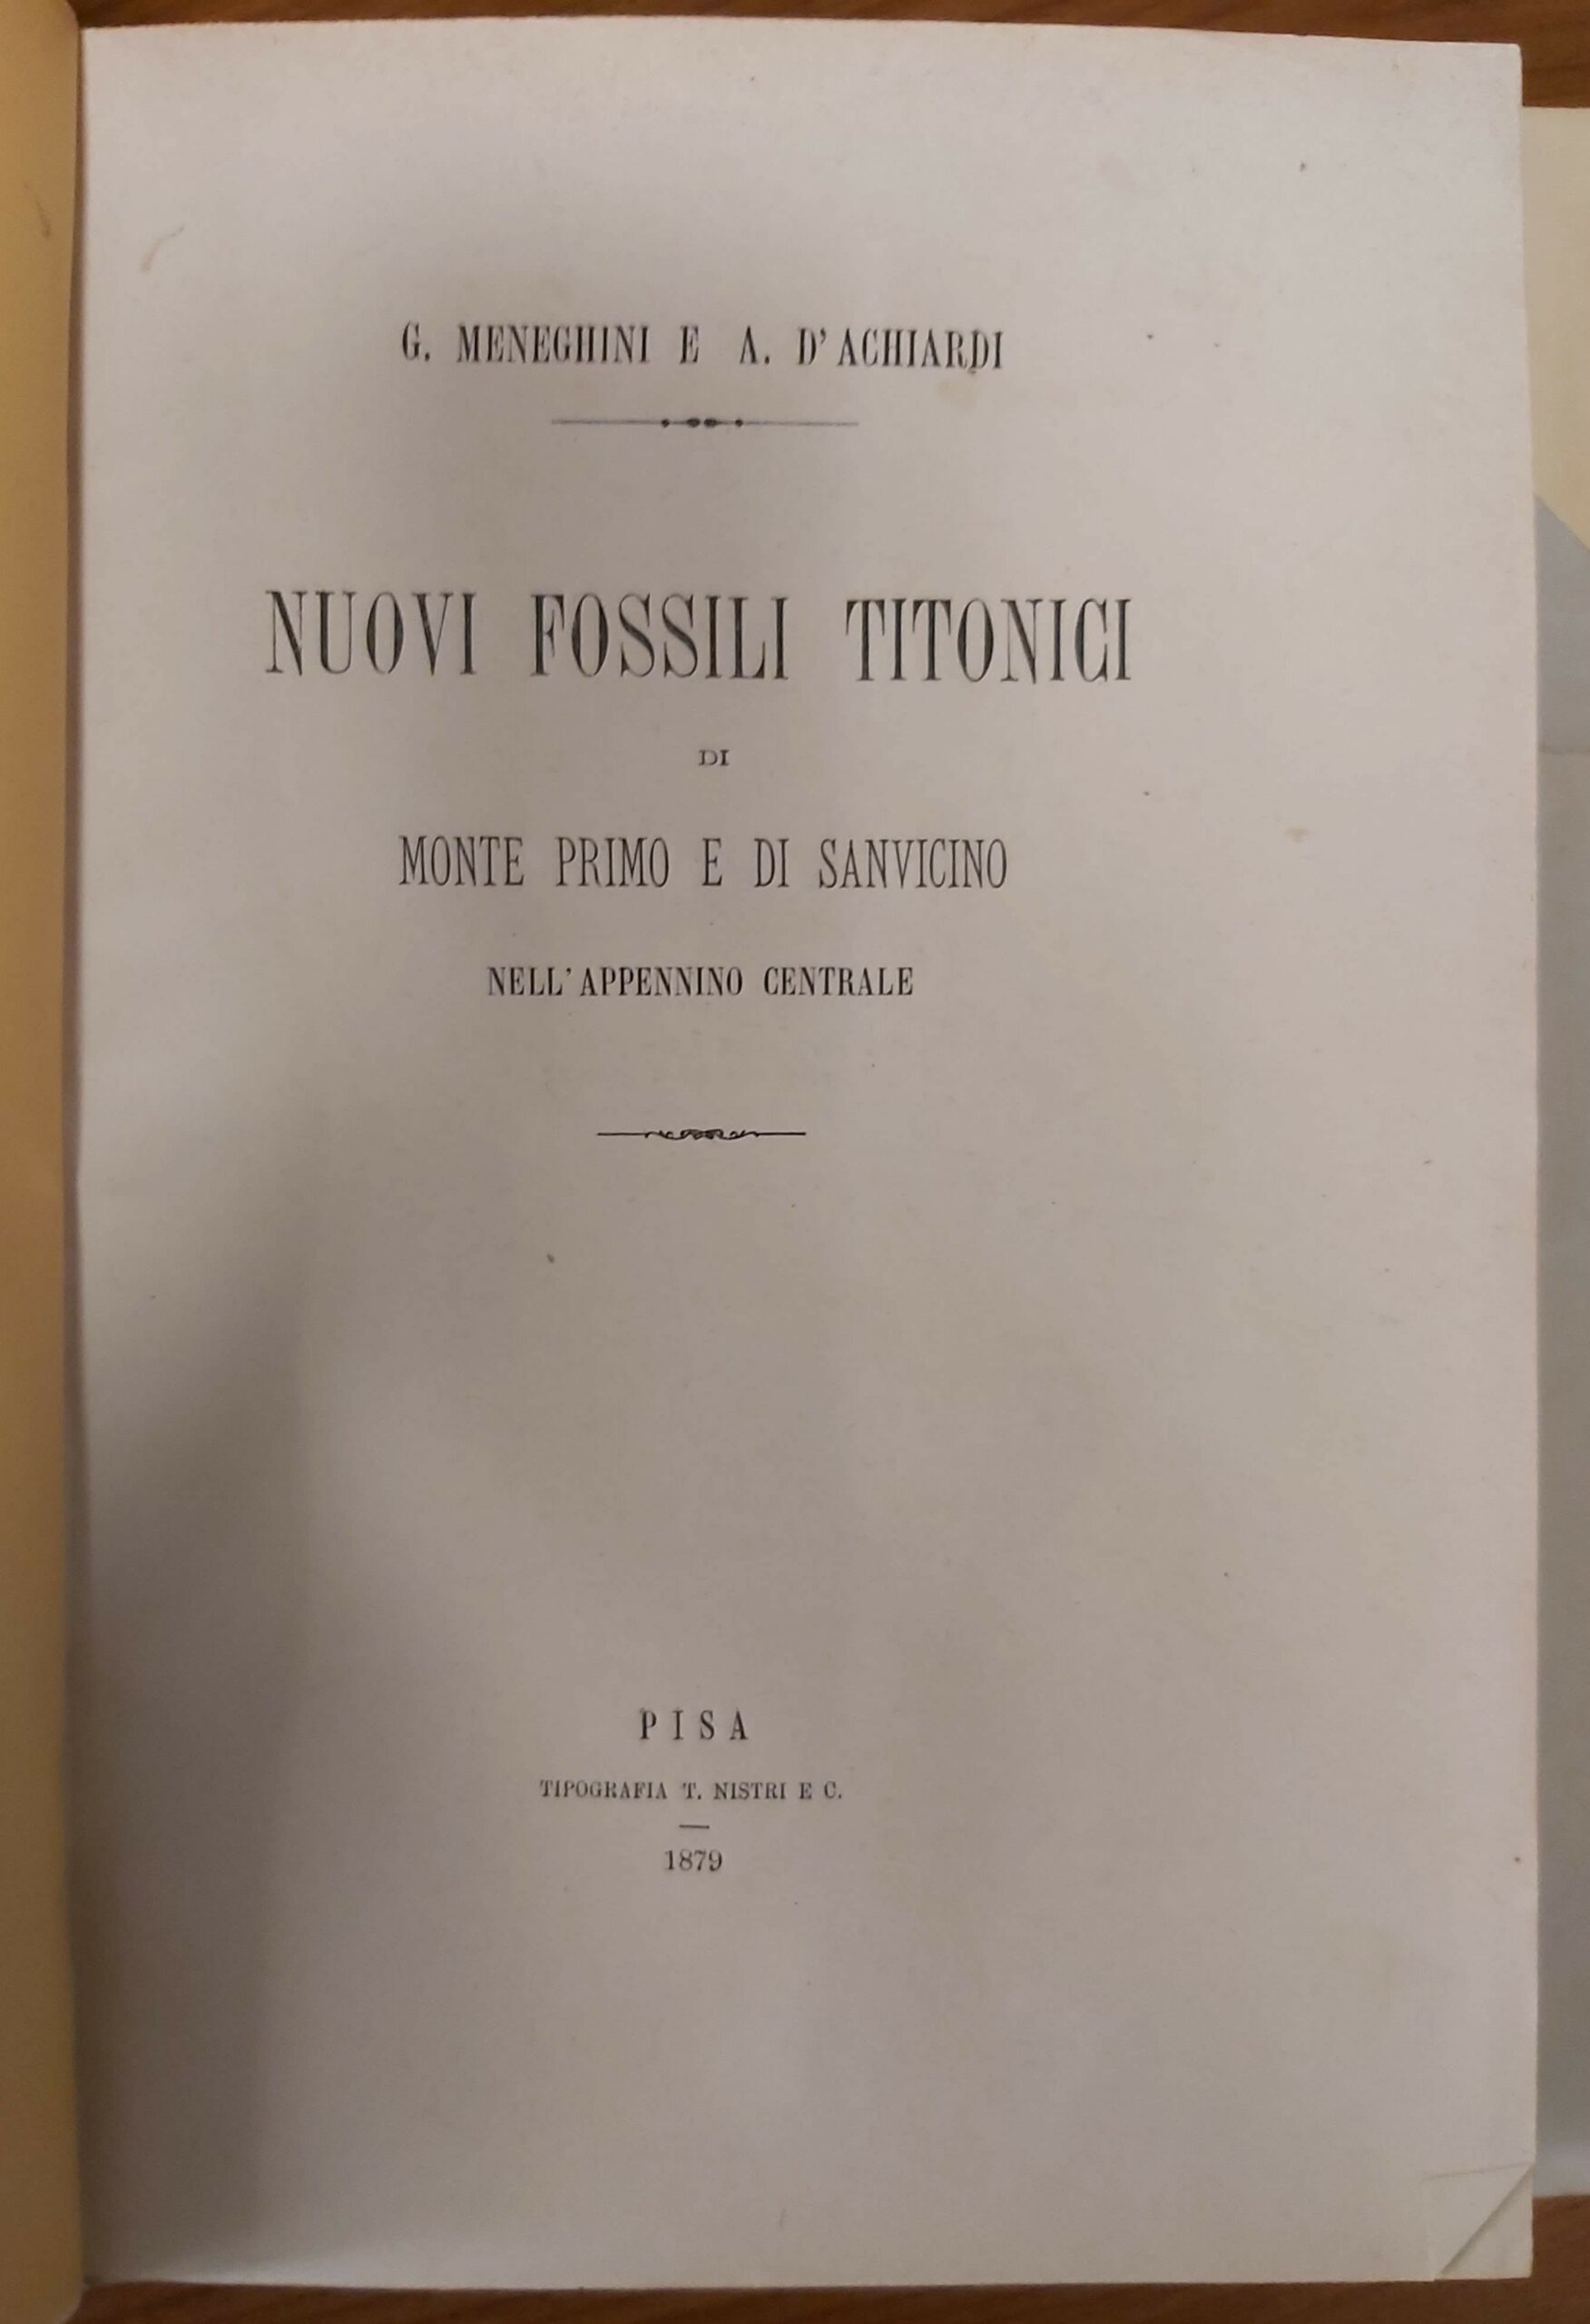 G. MENEGHINI E A. D'ACHIARDI
NUOVI FOSSILI TITONICI
DI
MONTE PRIMO E DI SANVICINO
NELL'APPENNINO CENTRALE
PISA
TIPOGRAFIA T. NISTRI E C.
1879